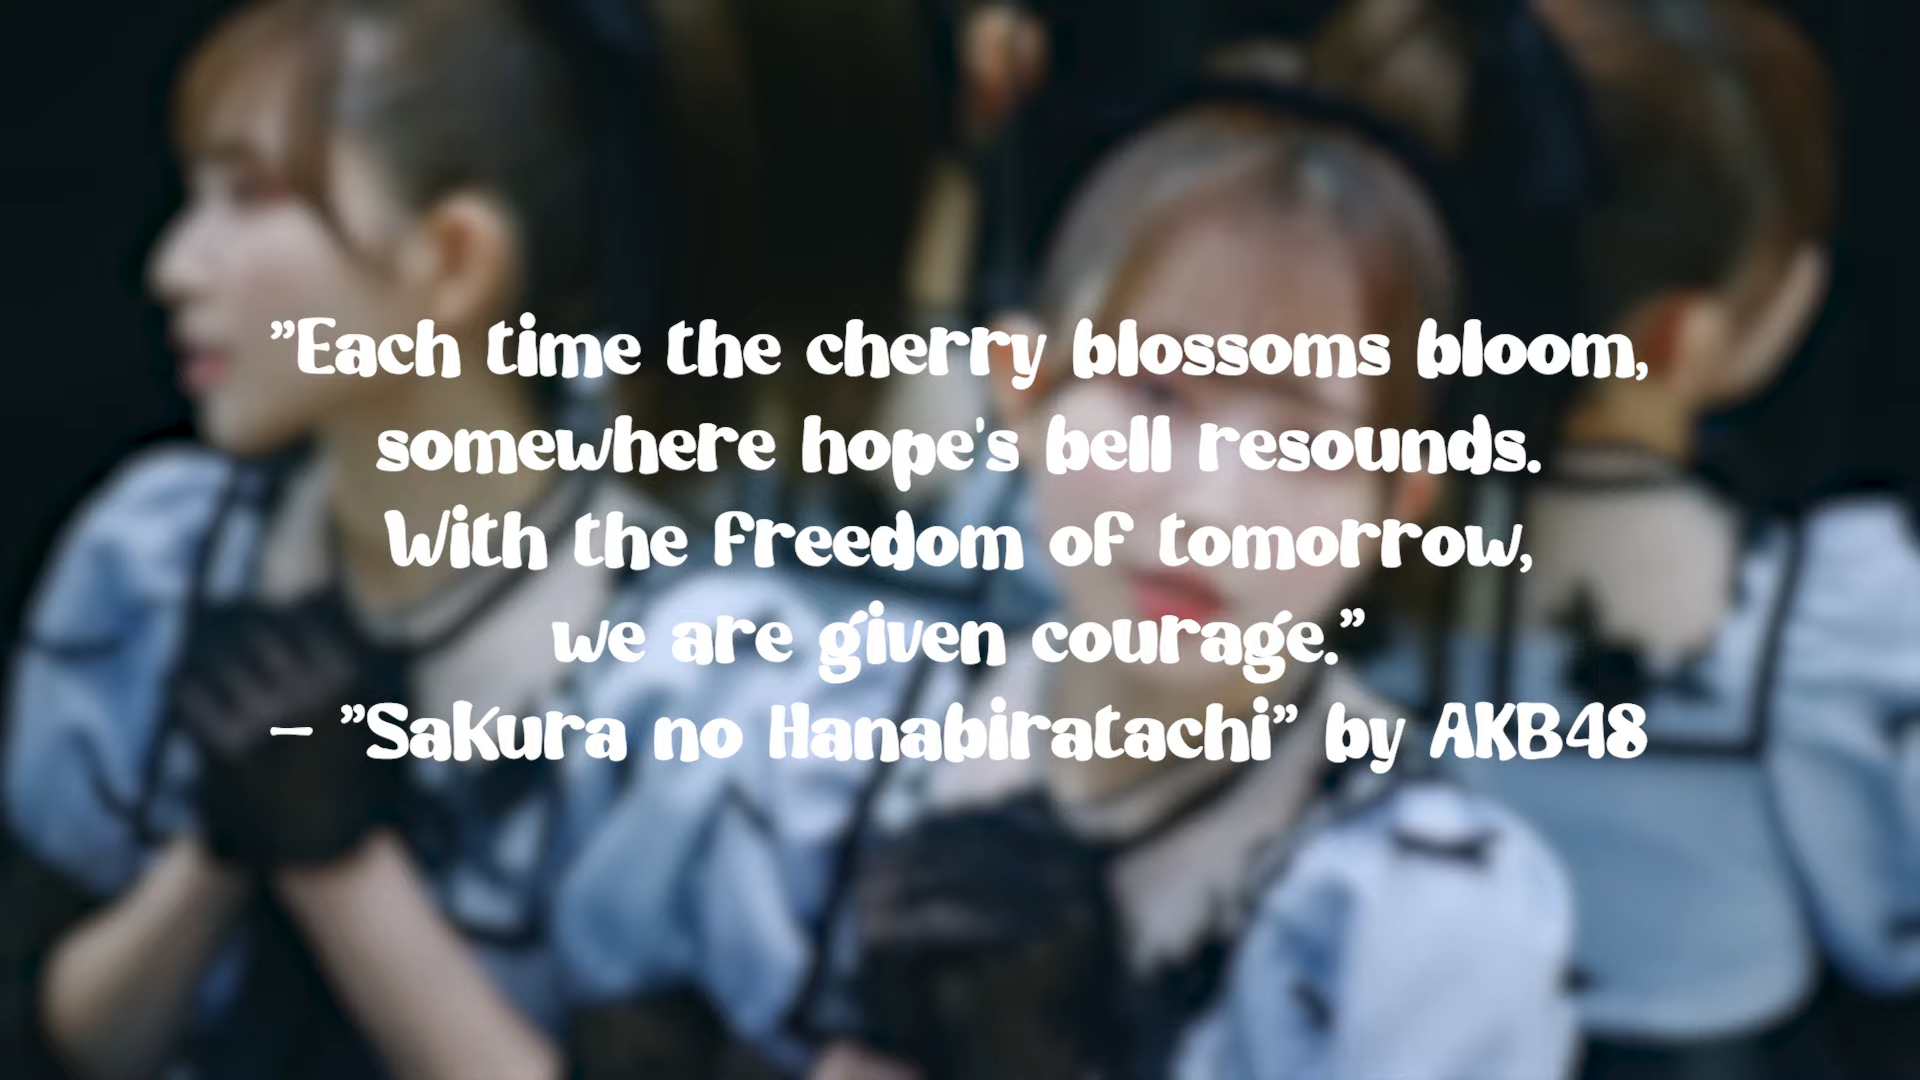 ”Each time the cherry blossoms bloom,
somewhere hope's bell resounds.
With the freedom of tomorrow,
we are given courage.”
– ”Sakura no Hanabiratachi” by AKB48